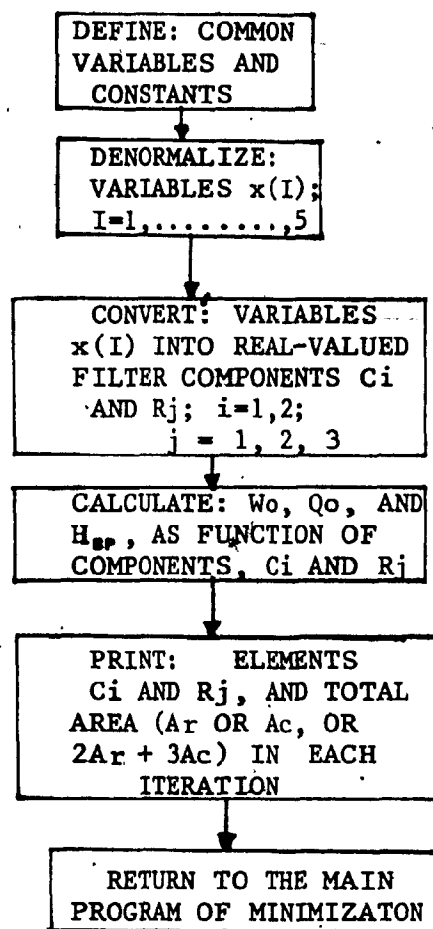 DEFINE: COMMON
VARIABLES AND
CONSTANTS
DENORMALIZE:
VARIABLES x(I);
I=1,........,5
CONVERT: VARIABLES
x(I) INTO REAL-VALUED
FILTER COMPONENTS Ci
AND Rj; i=1,2;
j = 1, 2, 3
CALCULATE: Wo, Qo, AND
HBP, AS FUNCTION OF
COMPONENTS, Ci AND Rj
PRINT: ELEMENTS
Ci AND Rj, AND TOTAL
AREA (Ar OR Ac, OR
2Ar + 3Ac) IN EACH
ITERATION
RETURN TO THE MAIN
PROGRAM OF MINIMIZATON